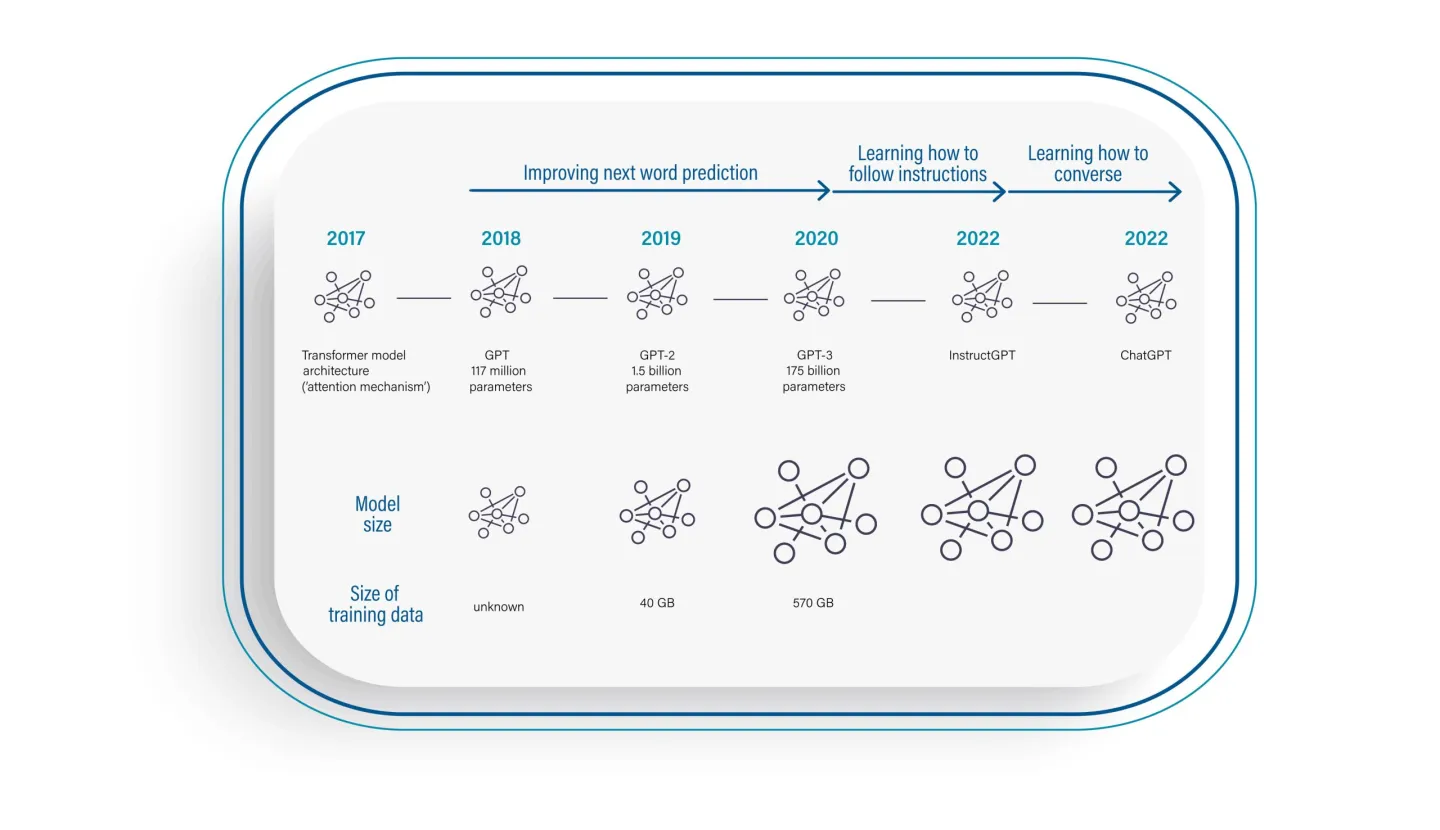 Improving next word prediction
Learning how to
follow instructions
Learning how to
converse
2017
2018
2019
2020
2022
2022
Transformer model
architecture
('attention mechanism')
GPT
117 million
parameters
GPT-2
1.5 billion
parameters
GPT-3
175 billion
parameters
InstructGPT
ChatGPT
Model
size
Size of
training data
unknown
40 GB
570 GB